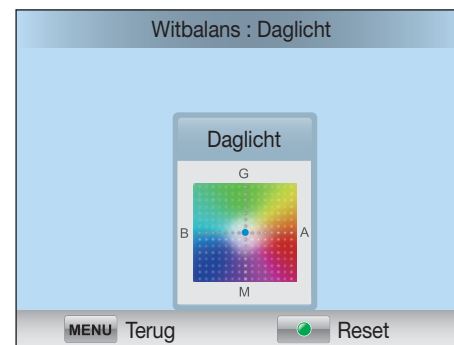 Witbalans : Daglicht
Daglicht
G
B A
M
MENU Terug Reset